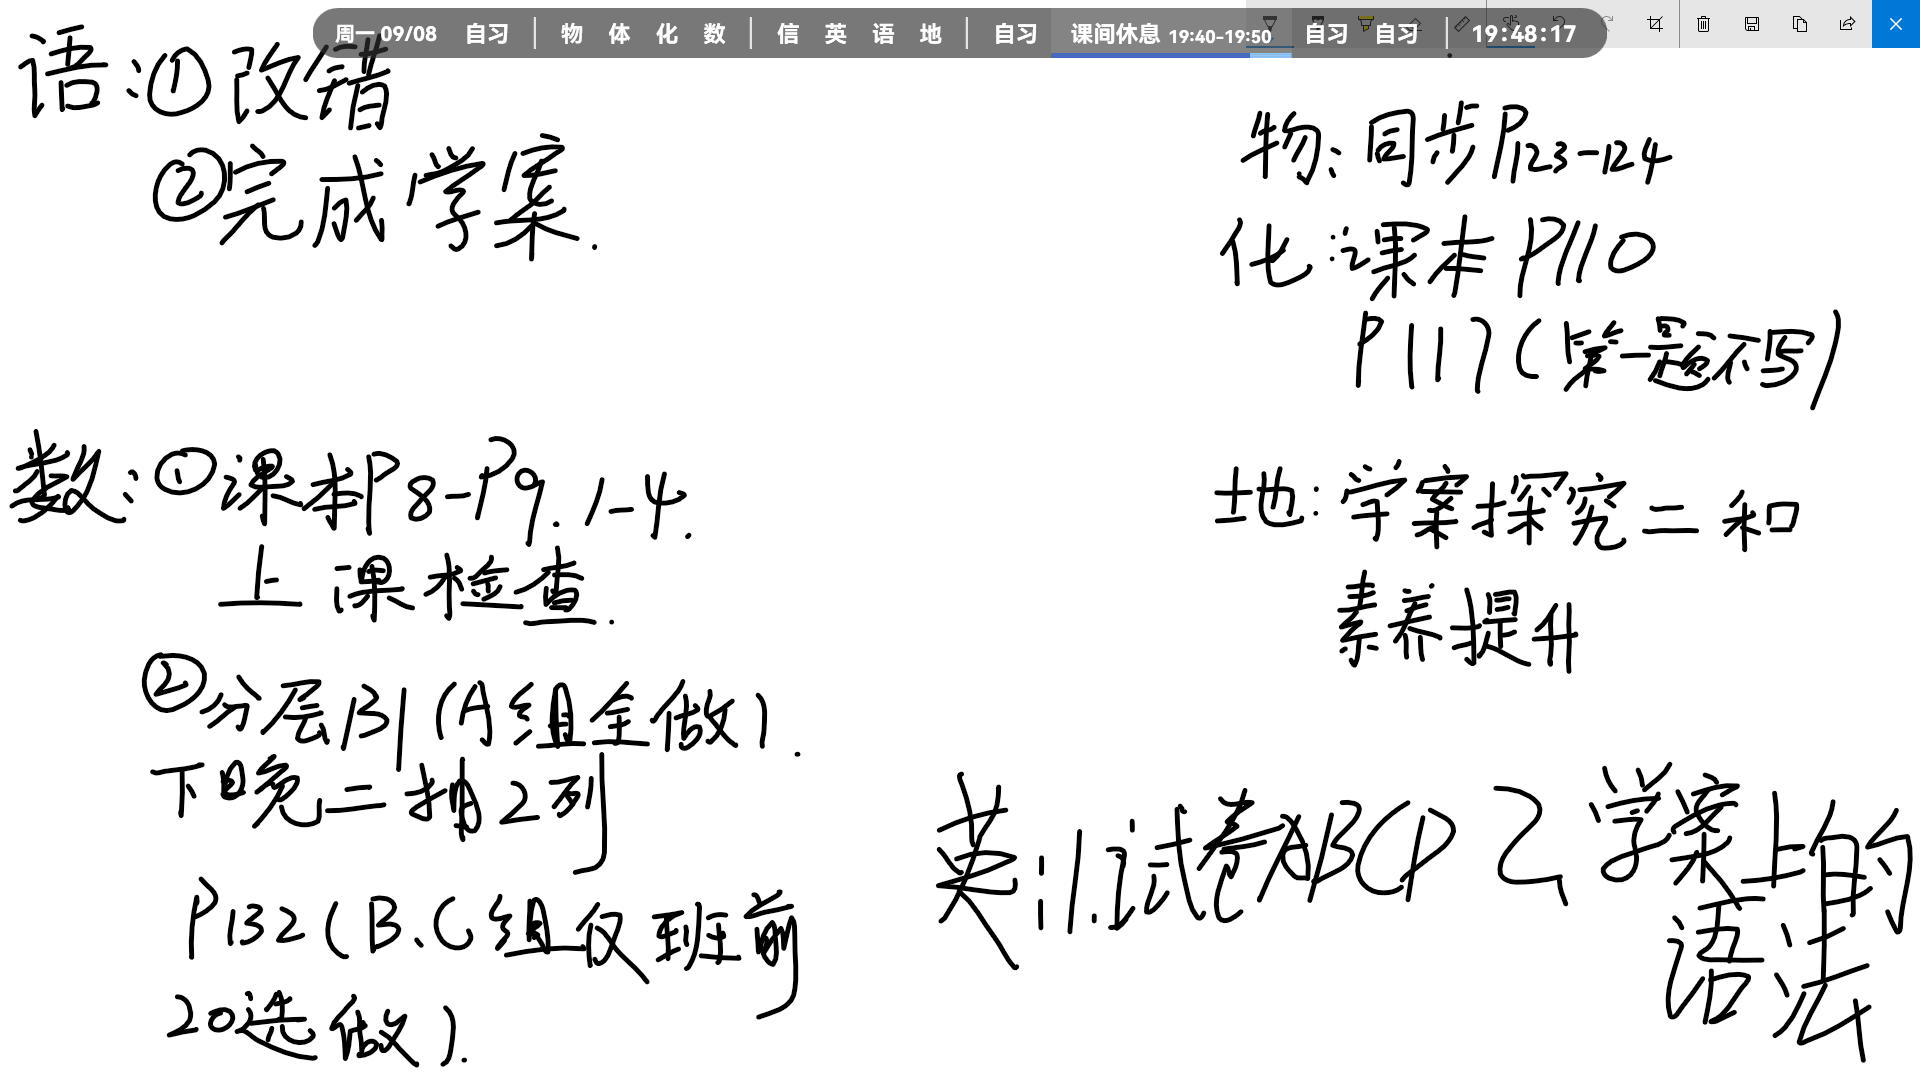 周一 09/08 自习 | 物 体 化 数 | 信 英 语 地 | 自习 课间休息 19:40-19:50 自习 自习 | 19:48:17
语:①改错
②完成学案.
数:①课本P8-P9.1-4.
上课检查.
②分层B1(A组全做).
下日晚二抽2列
P132(B、C组仅班前
20选做).
物:同步P123-124
化:课本P110
P117(第一题不写)
地:学案探究二和
素养提升
英:1.试卷ABCD 2 学案上的
语法